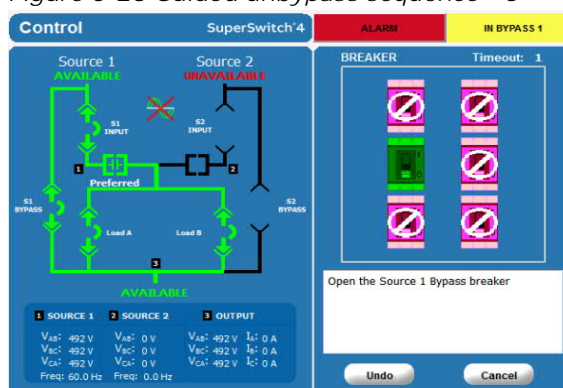 Figure Guided unbypass sequence
Control
SuperSwitch®4
ALARM
IN BYPASS 1
Source 1
AVAILABLE
Source 2
UNAVAILABLE
S1
INPUT
S2
INPUT
1
2
Preferred
S1
BYPASS
S2
BYPASS
Load A
Load B
3
AVAILABLE
1 SOURCE 1
VAB: 492 V
VBC: 492 V
VCA: 492 V
Freq: 60.0 Hz
2 SOURCE 2
VAB: 0 V
VBC: 0 V
VCA: 0 V
Freq: 0.0 Hz
3 OUTPUT
VAB: 492 V IA: 0 A
VBC: 492 V IB: 0 A
VCA: 492 V IC: 0 A
BREAKER
Timeout: 1
Open the Source 1 Bypass breaker
Undo
Cancel